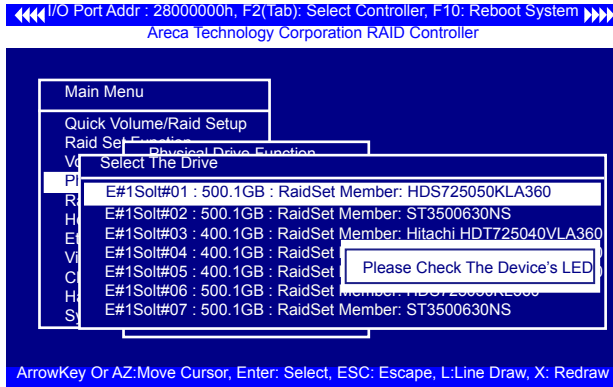 I/O Port Addr : 28000000h, F2(Tab): Select Controller, F10: Reboot System
Areca Technology Corporation RAID Controller
Main Menu
Quick Volume/Raid Setup
Raid Set Function
Physical Drive Function
Select The Drive
E#1Solt#01 : 500.1GB : RaidSet Member: HDS725050KLA360
E#1Solt#02 : 500.1GB : RaidSet Member: ST3500630NS
E#1Solt#03 : 400.1GB : RaidSet Member: Hitachi HDT725040VLA360
E#1Solt#04 : 400.1GB : RaidSet
E#1Solt#05 : 400.1GB : RaidSet
Please Check The Device's LED
E#1Solt#06 : 500.1GB : RaidSet Member:
E#1Solt#07 : 500.1GB : RaidSet Member: ST3500630NS
ArrowKey Or AZ:Move Cursor, Enter: Select, ESC: Escape, L:Line Draw, X: Redraw